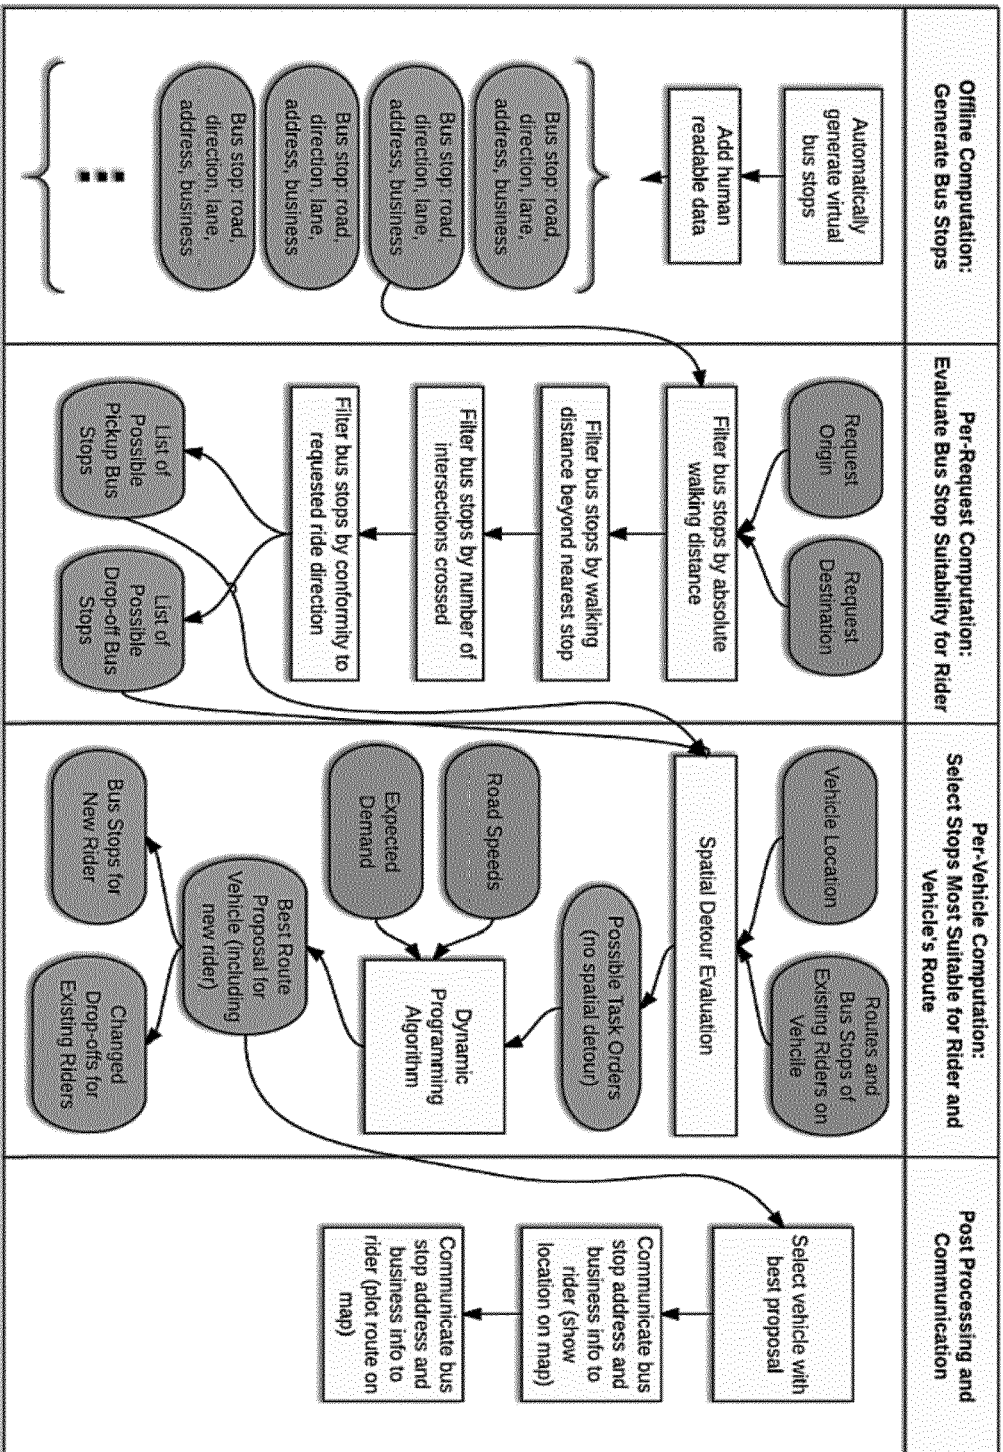 Offline Computation:
Generate Bus Stops
Automatically
generate virtual
bus stops
Add human
readable data
Bus stop: road,
direction, lane,
address, business
Bus stop: road,
direction, lane,
address, business
Bus stop: road,
direction, lane,
address, business
Bus stop: road,
direction, lane,
address, business
Per-Request Computation:
Evaluate Bus Stop Suitability for Rider
Request
Origin
Request
Destination
Filter bus stops by absolute
walking distance
Filter bus stops by walking
distance beyond nearest stop
Filter bus stops by number of
intersections crossed
Filter bus stops by conformity to
requested ride direction
List of
Possible
Pickup Bus
Stops
List of
Possible
Drop-off Bus
Stops
Per-Vehicle Computation:
Select Stops Most Suitable for Rider and
Vehicle's Route
Vehicle Location
Routes and
Bus Stops of
Existing Riders on
Vehcile
Spatial Detour Evaluation
Possible Task Orders
(no spatial detour)
Road Speeds
Expected
Demand
Dynamic
Programming
Algorithm
Best Route
Proposal for
Vehicle (including
new rider)
Bus Stops for
New Rider
Changed
Drop-offs for
Existing Riders
Post Processing and
Communication
Select vehicle with
best proposal
Communicate bus
stop address and
business info to
rider (show
location on map)
Communicate bus
stop address and
business info to
rider (plot route on
map)